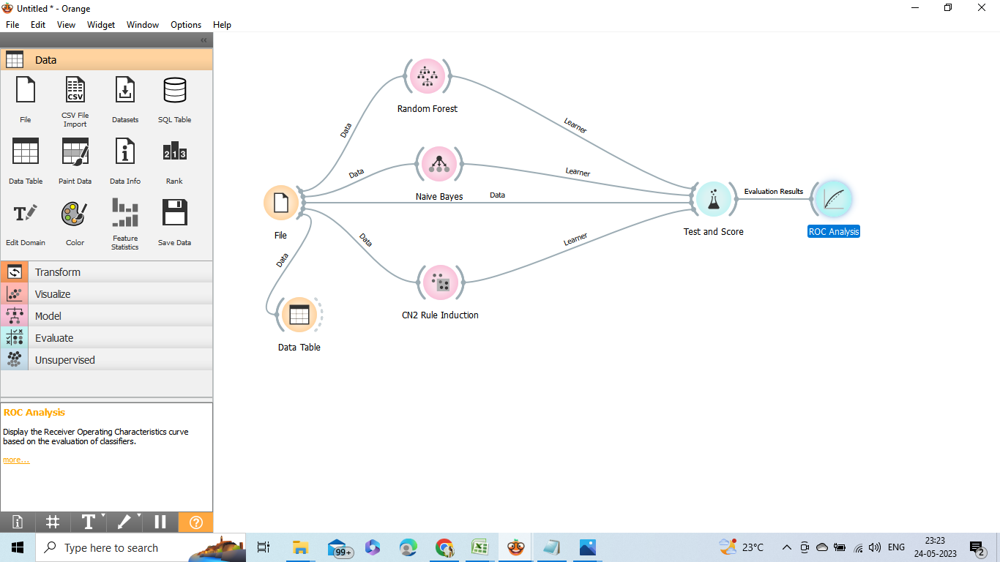 Untitled * - Orange
File Edit View Widget Window Options Help
Data
File
CSV
CSV File
Import
Datasets
SQL Table
Data Table
Paint Data
Data Info
2 1 3
Rank
Edit Domain
Color
Feature
Statistics
Save Data
Transform
Visualize
Model
Evaluate
Unsupervised
ROC Analysis
Display the Receiver Operating Characteristics curve
based on the evaluation of classifiers.
more...
Random Forest
Data
Learner
Data
Learner
Naive Bayes
Data
File
Evaluation Results
Test and Score
ROC Analysis
Data
Learner
Data
CN2 Rule Induction
Data Table
Type here to search
99+
23°C
ENG
23:23
24-05-2023
2